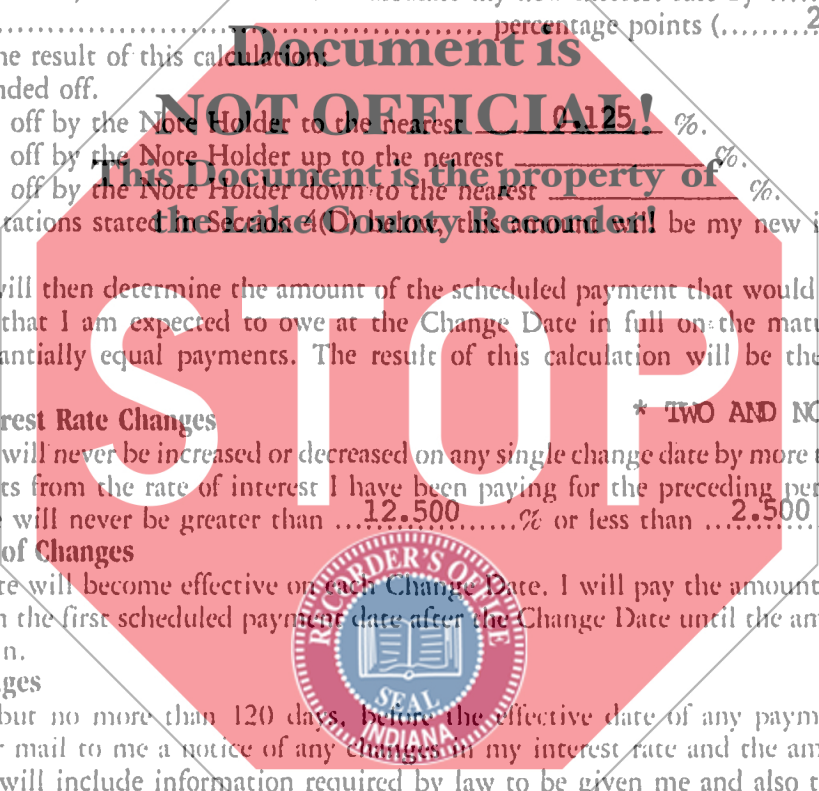 percentage points (.........2
he result of this calculation:
nded off.
off by the Note Holder to the nearest 0.125 %.
off by the Note Holder up to the nearest %.
off by the Note Holder down to the nearest %.
tations stated in Section 4(D) below, this amount will be my new i
Document is
NOT OFFICIAL!
This Document is the property of
the Lake County Recorder!
ill then determine the amount of the scheduled payment that would
that I am expected to owe at the Change Date in full on the matu
antially equal payments. The result of this calculation will be the
STOP
rest Rate Changes
* TWO AND NO
will never be increased or decreased on any single change date by more
ts from the rate of interest I have been paying for the preceding per
will never be greater than ...12.500......% or less than ...2.500
of Changes
te will become effective on each Change Date. I will pay the amount
n the first scheduled payment date after the Change Date until the am
n.
ges
but no more than 120 days, before the effective date of any paym
r mail to me a notice of any changes in my interest rate and the am
will include information required by law to be given me and also t
RECORDER'S OFFICE
SEAL
INDIANA